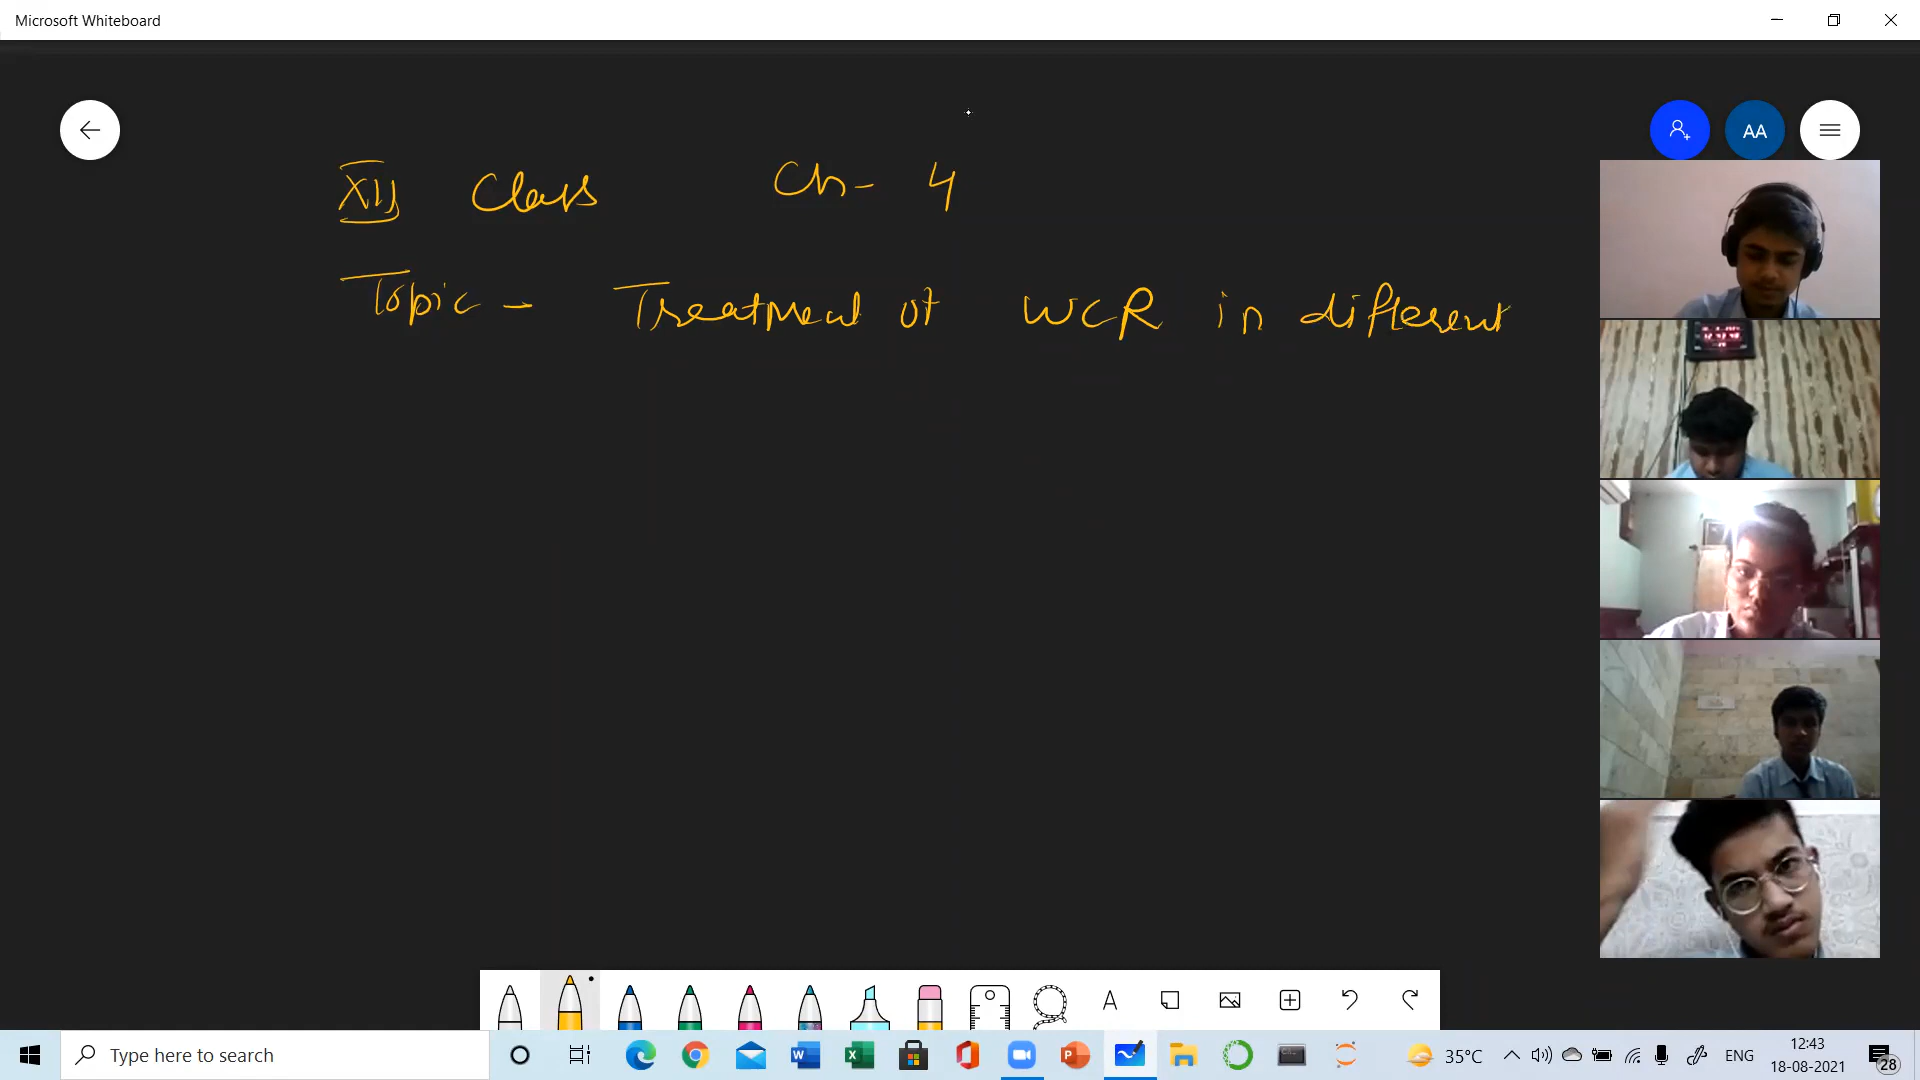 Microsoft Whiteboard
AA
XII Class Ch- 4
Topic - Treatment of WCR in different
A
Type here to search
35°C
ENG
12:43
18-08-2021
28